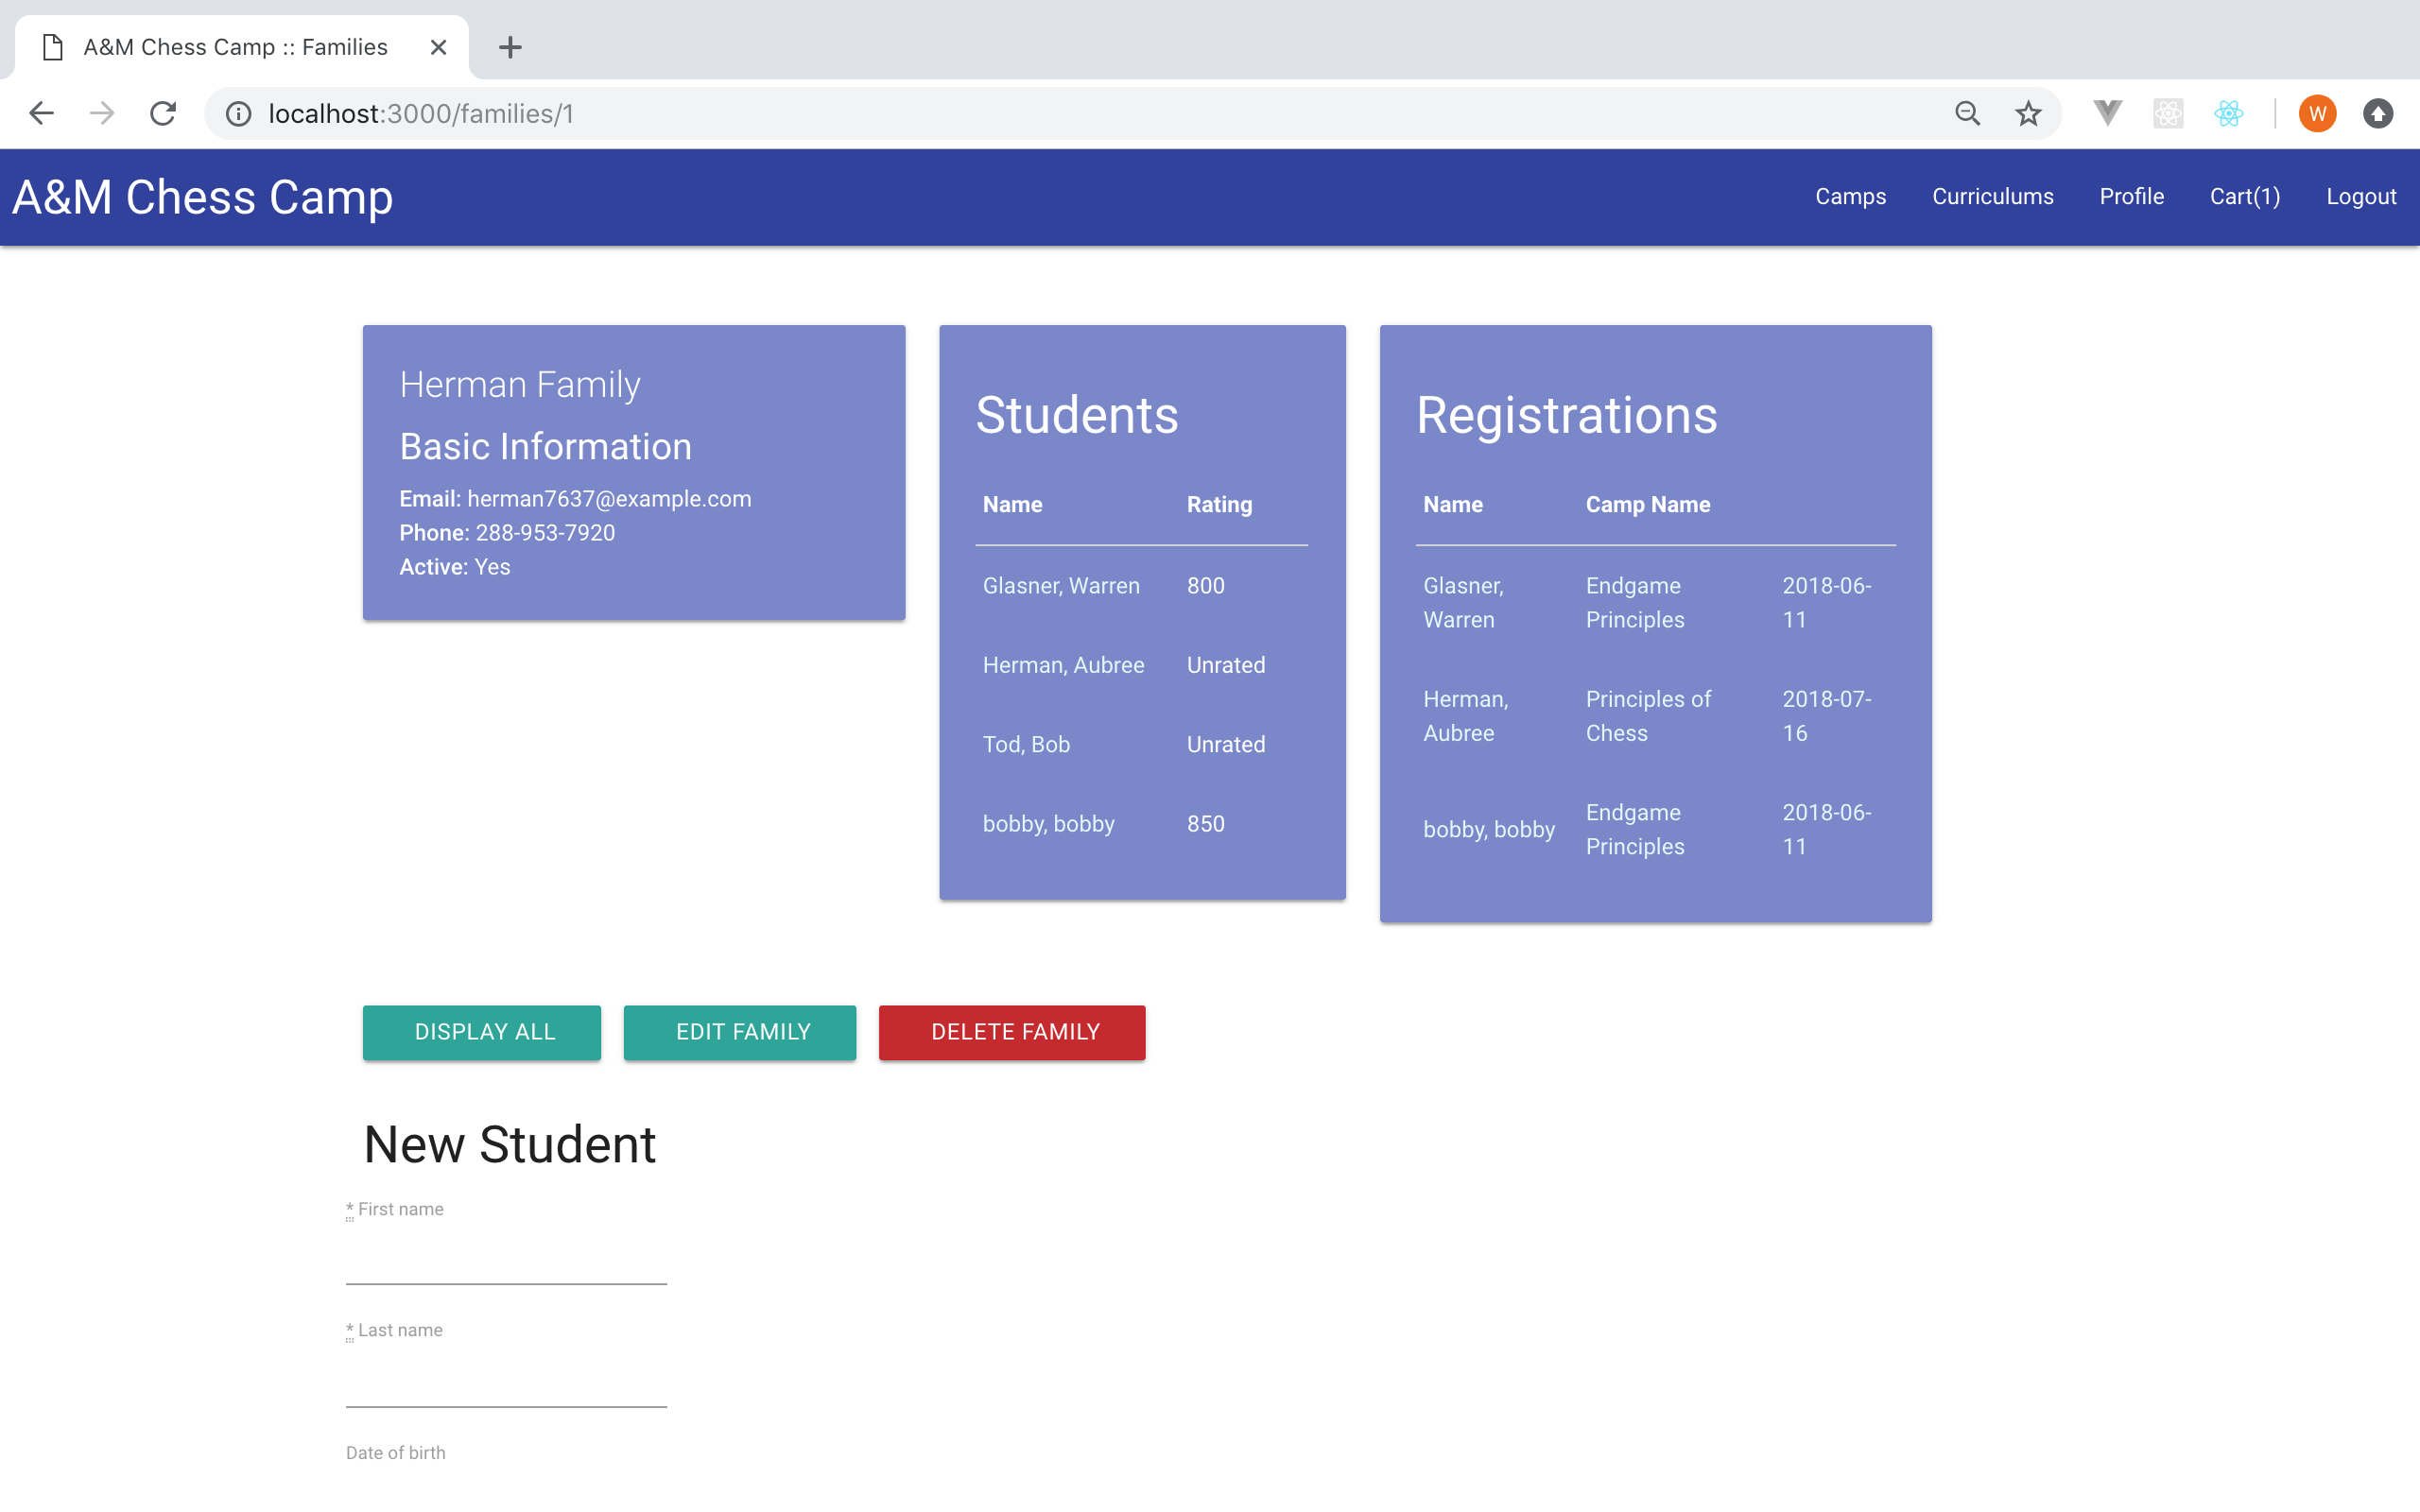 A&M Chess Camp :: Families
localhost:3000/families/1
W
A&M Chess Camp
Camps Curriculums Profile Cart(1) Logout
Herman Family
Basic Information
Email: herman7637@example.com
Phone: 288-953-7920
Active: Yes
Students
Name Rating
Glasner, Warren 800
Herman, Aubree Unrated
Tod, Bob Unrated
bobby, bobby 850
Registrations
Name Camp Name
Glasner, Endgame 2018-06-
Warren Principles 11
Herman, Principles of 2018-07-
Aubree Chess 16
bobby, bobby Endgame 2018-06-
Principles 11
DISPLAY ALL EDIT FAMILY DELETE FAMILY
New Student
* First name
* Last name
Date of birth